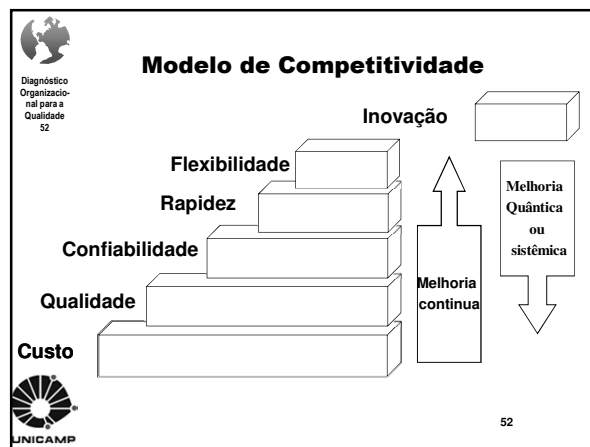 Modelo de Competitividade
Diagnóstico
Organizacio-
nal para a
Qualidade
52
Inovação
Flexibilidade
Rapidez
Confiabilidade
Qualidade
Custo
Melhoria
continua
Melhoria
Quântica
ou
sistêmica
UNICAMP
52